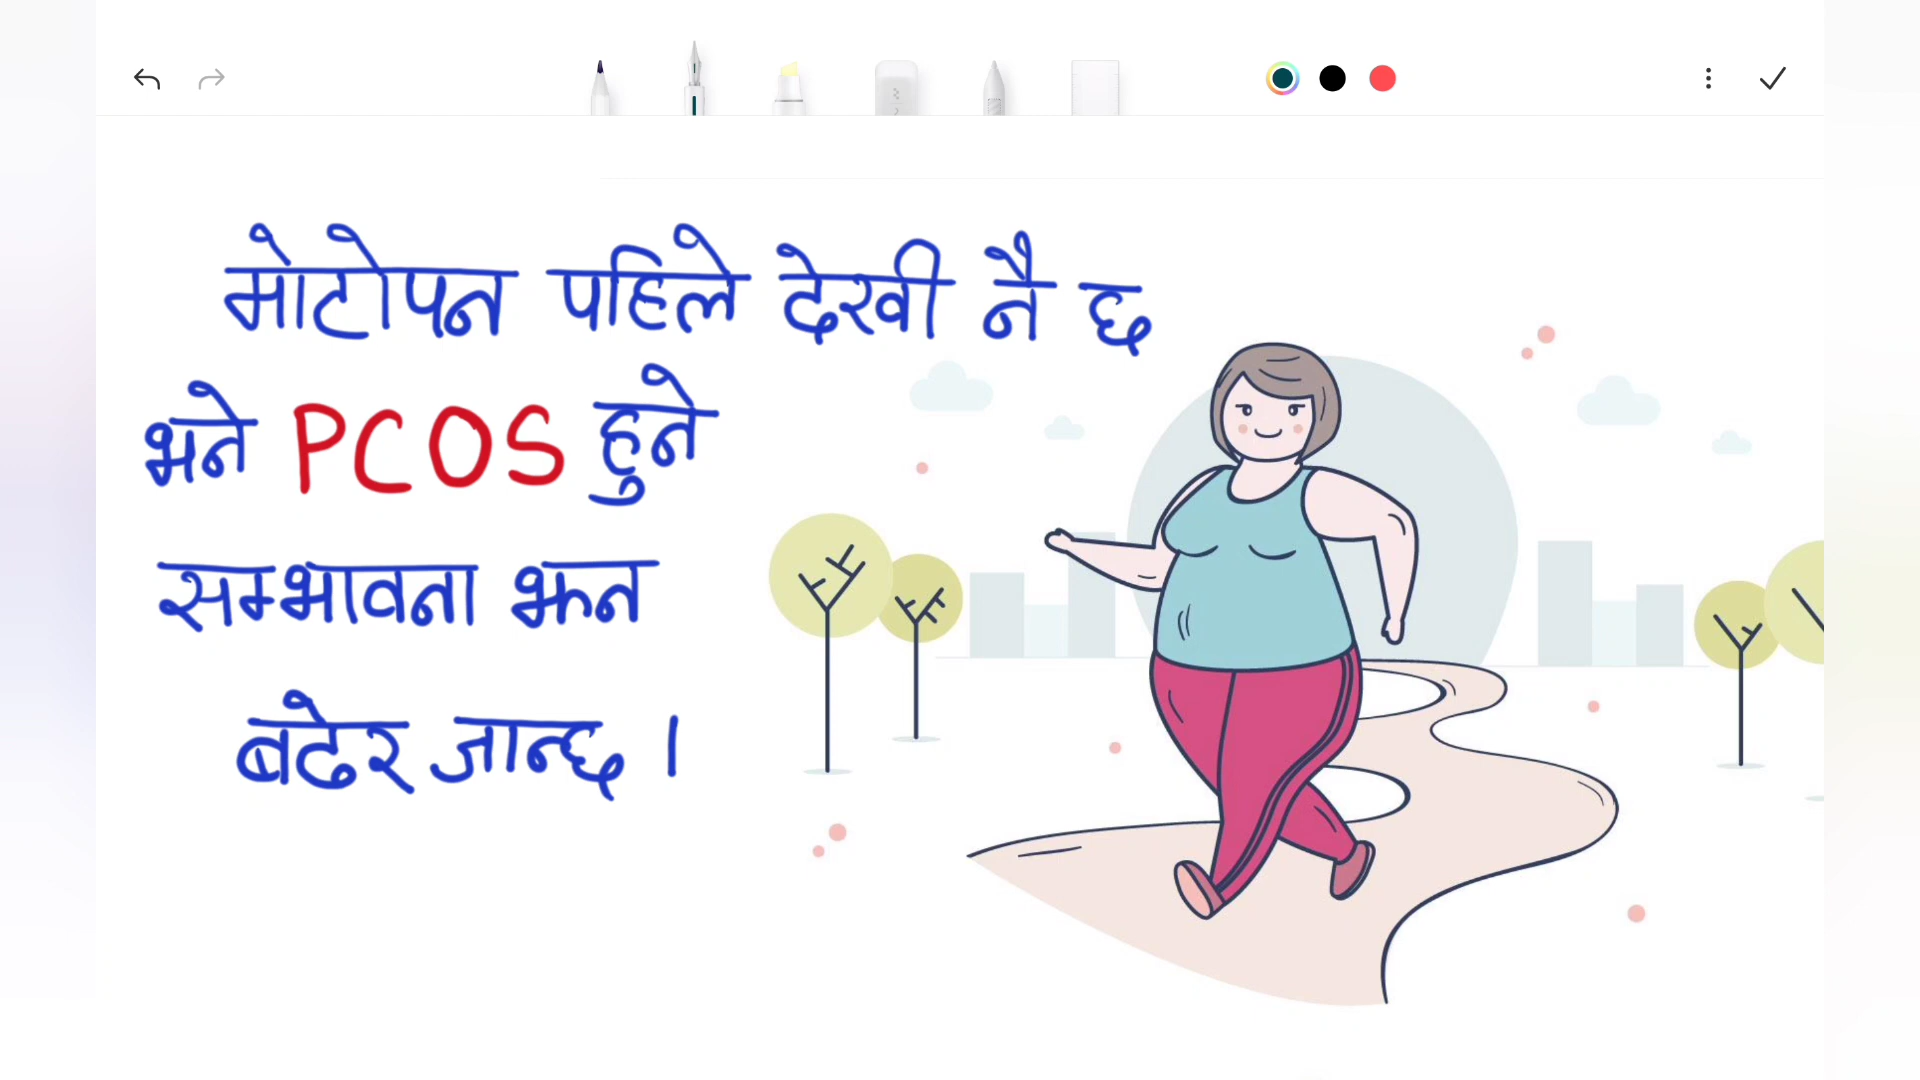 मोटोपन पहिले देखी नै छ
भने PCOS हुने
सम्भावना झन
बढेर जान्छ ।